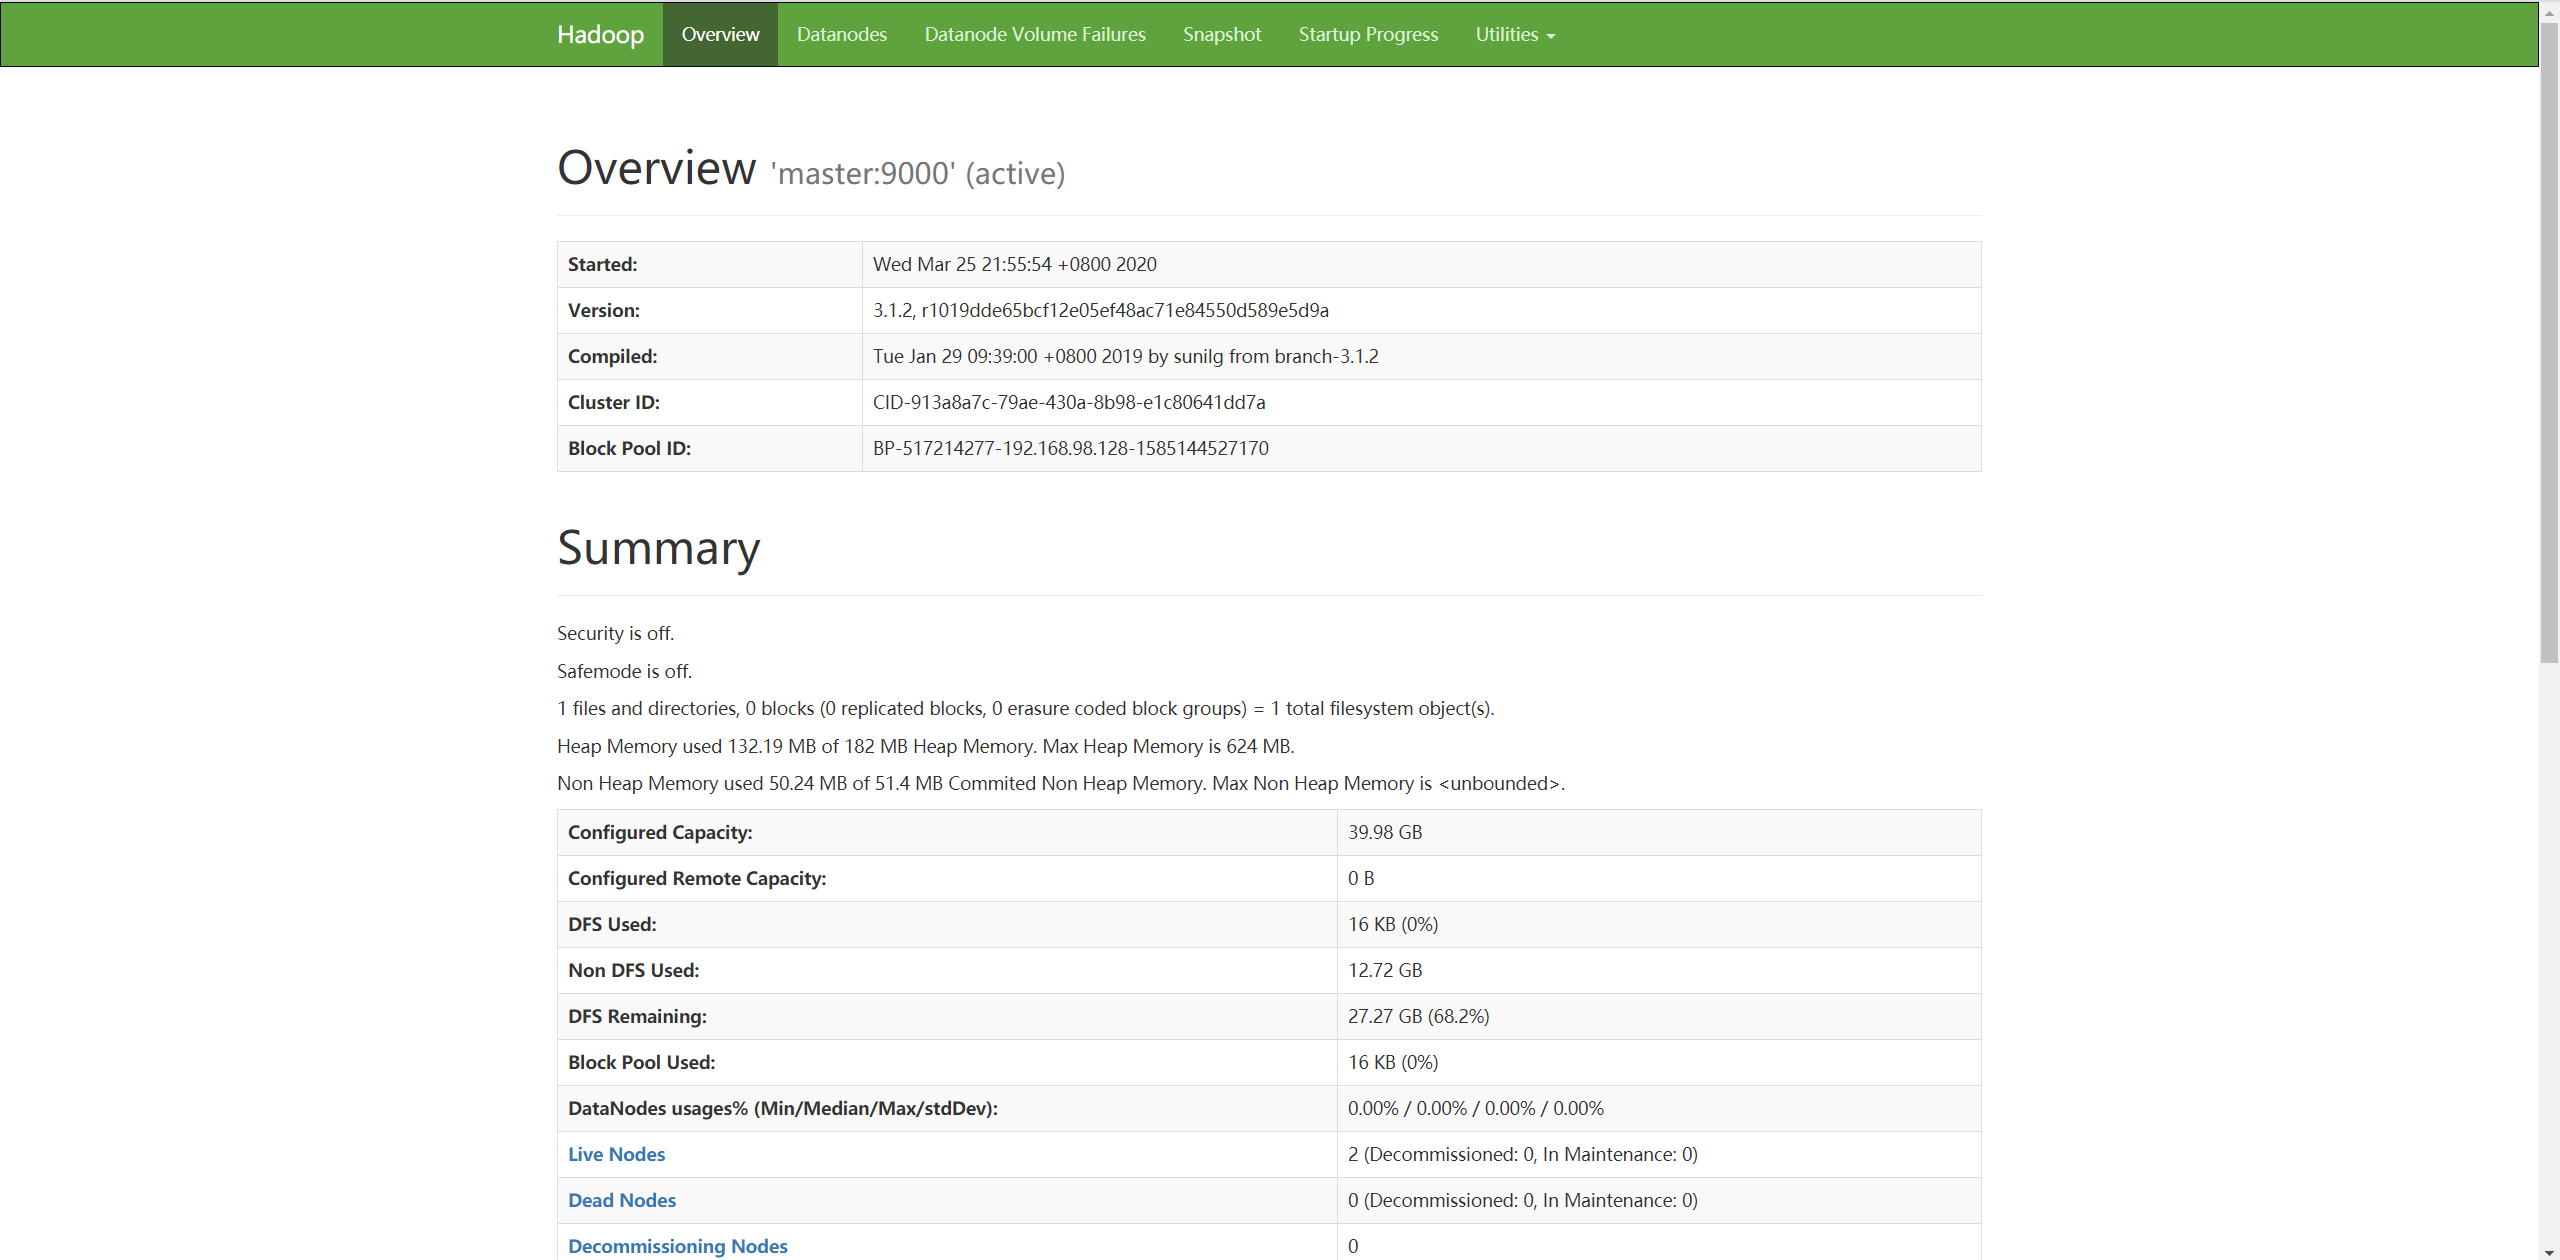 Hadoop Overview Datanodes Datanode Volume Failures Snapshot Startup Progress Utilities
Overview 'master:9000' (active)
Started: Wed Mar 25 21:55:54 +0800 2020
Version: 3.1.2, r1019dde65bcf12e05ef48ac71e84550d589e5d9a
Compiled: Tue Jan 29 09:39:00 +0800 2019 by sunilg from branch-3.1.2
Cluster ID: CID-913a8a7c-79ae-430a-8b98-e1c80641dd7a
Block Pool ID: BP-517214277-192.168.98.128-1585144527170
Summary
Security is off.
Safemode is off.
1 files and directories, 0 blocks (0 replicated blocks, 0 erasure coded block groups) = 1 total filesystem object(s).
Heap Memory used 132.19 MB of 182 MB Heap Memory. Max Heap Memory is 624 MB.
Non Heap Memory used 50.24 MB of 51.4 MB Commited Non Heap Memory. Max Non Heap Memory is <unbounded>.
Configured Capacity: 39.98 GB
Configured Remote Capacity: 0 B
DFS Used: 16 KB (0%)
Non DFS Used: 12.72 GB
DFS Remaining: 27.27 GB (68.2%)
Block Pool Used: 16 KB (0%)
DataNodes usages% (Min/Median/Max/stdDev): 0.00% / 0.00% / 0.00% / 0.00%
Live Nodes 2 (Decommissioned: 0, In Maintenance: 0)
Dead Nodes 0 (Decommissioned: 0, In Maintenance: 0)
Decommissioning Nodes 0